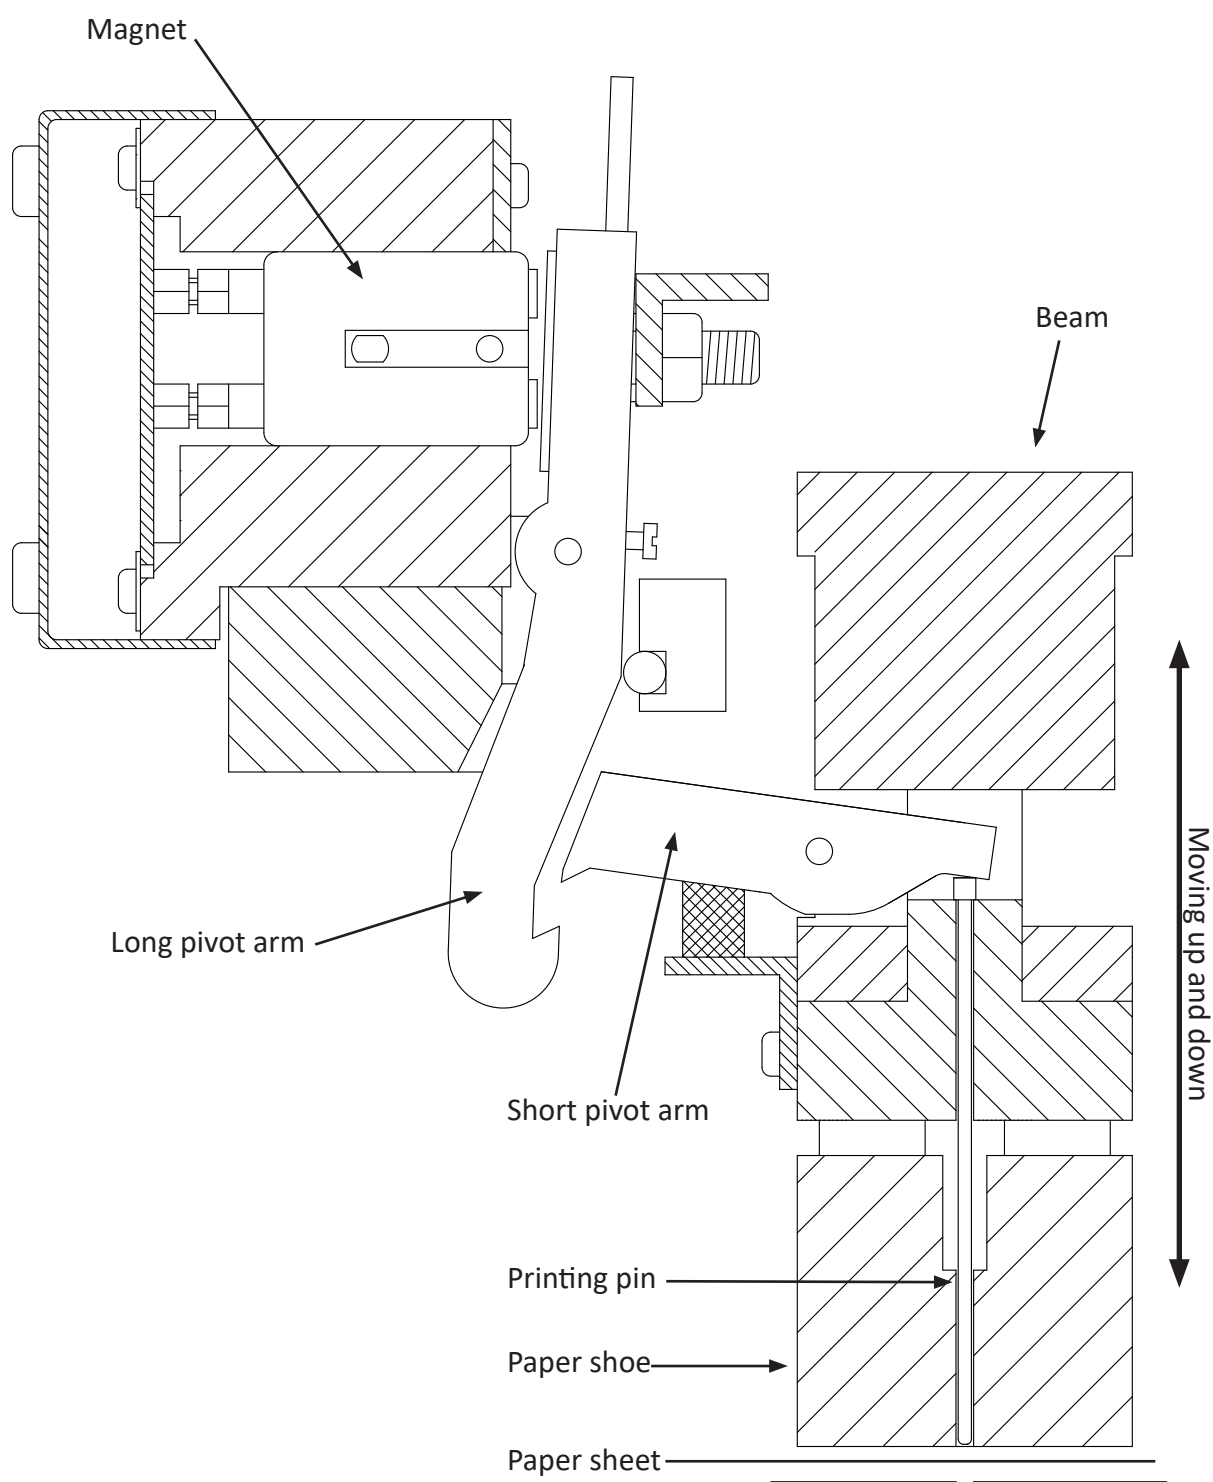 Magnet
Beam
Moving up and down
Long pivot arm
Short pivot arm
Printing pin
Paper shoe
Paper sheet